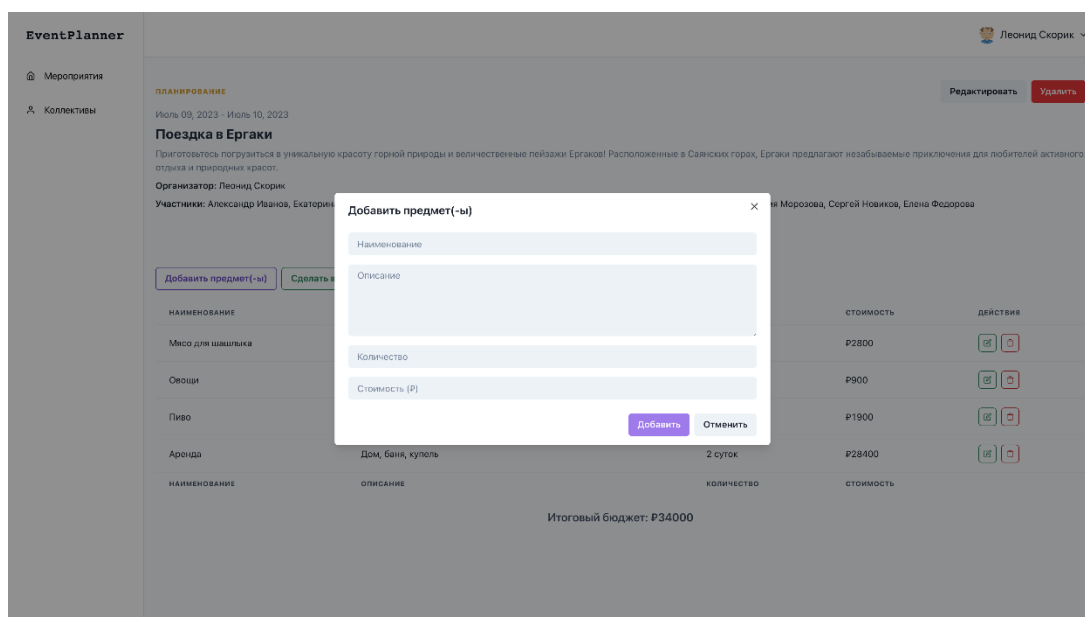 EventPlanner
Леонид Скорик
Мероприятия
Коллективы
ПЛАНИРОВАНИЕ
Редактировать
Удалить
Июль 09, 2023 - Июль 10, 2023
Поездка в Ергаки
Приготовьтесь погрузиться в уникальную красоту горной природы и величественные пейзажи Ергаков! Расположенные в Саянских горах, Ергаки предлагают незабываемые приключения для любителей активного
отдыха и природных красот.
Организатор: Леонид Скорик
Участники: Александр Иванов, Морозова, Сергей Новиков, Елена Федорова
Добавить предмет(-ы)
Наименование
Описание
Количество
Стоимость (₽)
Добавить
Отменить
Добавить предмет(-ы)
Сделать
НАИМЕНОВАНИЕ СТОИМОСТЬ ДЕЙСТВИЯ
Мясо для шашлыка ₽2800
Овощи ₽900
Пиво ₽1900
Аренда Дом, баня, купель 2 суток ₽28400
НАИМЕНОВАНИЕ ОПИСАНИЕ КОЛИЧЕСТВО СТОИМОСТЬ
Итоговый бюджет: ₽34000